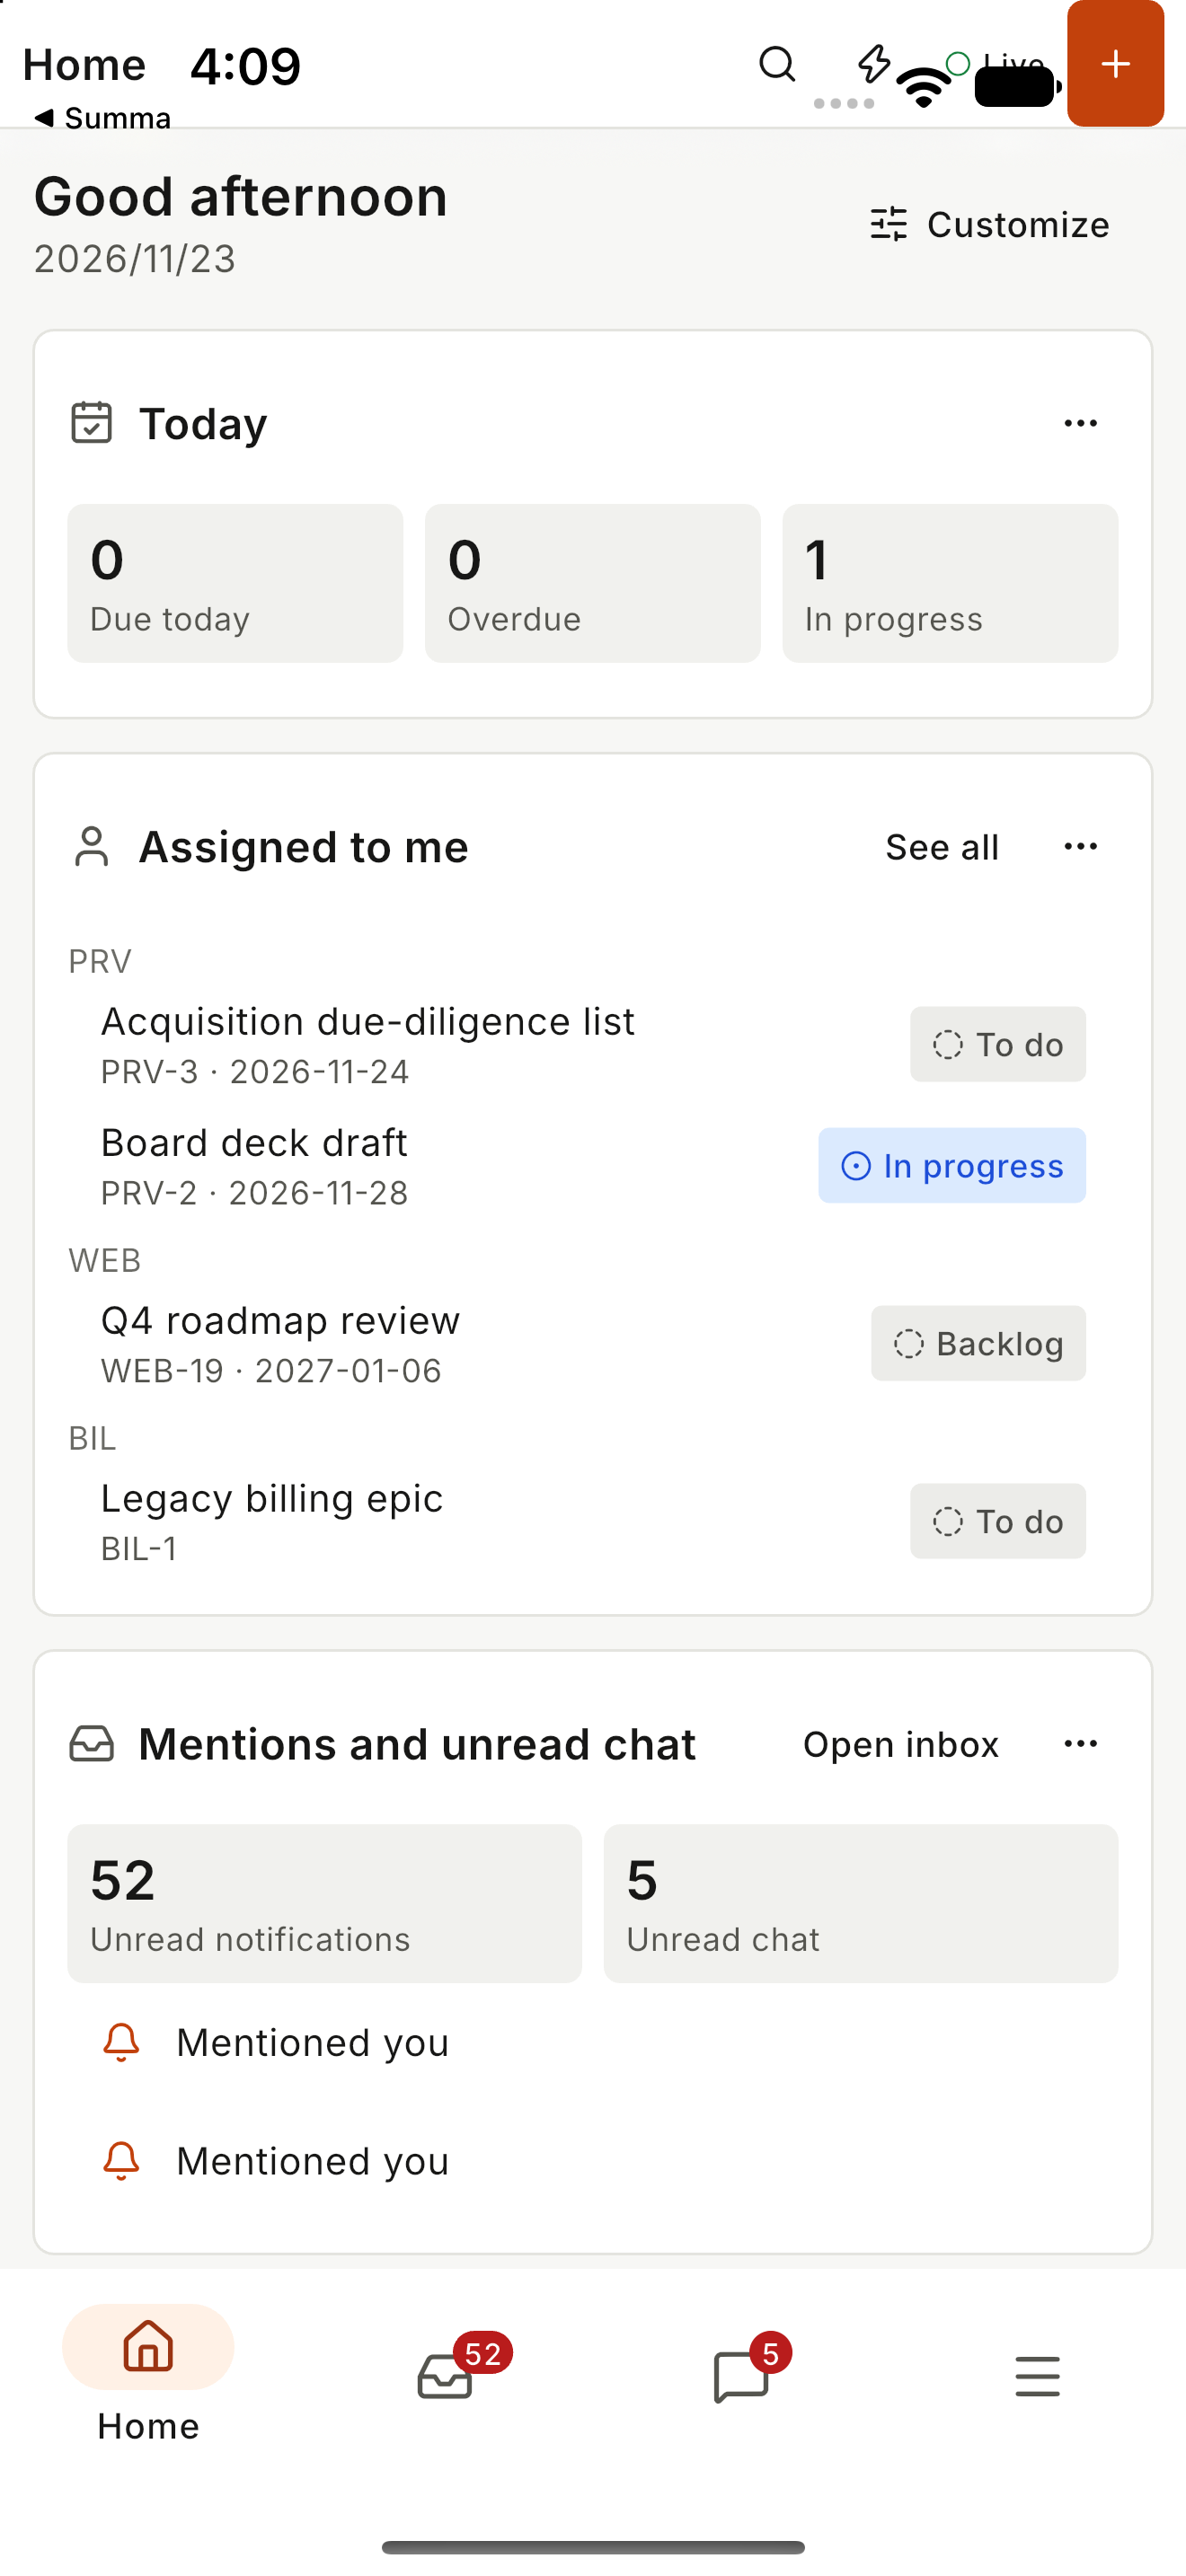 Home 4:09
Live
◀ Summa
Good afternoon
2026/11/23
Customize
Today
0
Due today
0
Overdue
1
In progress
Assigned to me
See all
PRV
Acquisition due-diligence list
PRV-3 · 2026-11-24
To do
Board deck draft
PRV-2 · 2026-11-28
In progress
WEB
Q4 roadmap review
WEB-19 · 2027-01-06
Backlog
BIL
Legacy billing epic
BIL-1
To do
Mentions and unread chat
Open inbox
52
Unread notifications
5
Unread chat
Mentioned you
Mentioned you
52
5
Home